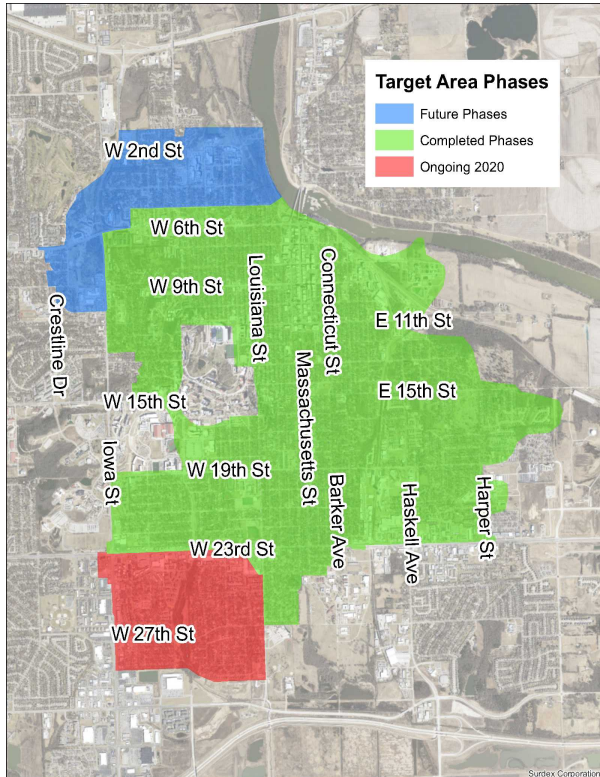 Target Area Phases
Future Phases
Completed Phases
Ongoing 2020
W 2nd St
W 6th St
W 9th St
Louisiana St
Connecticut St
Crestline Dr
E 11th St
Massachusetts St
E 15th St
W 15th St
Iowa St
W 19th St
Barker Ave
Haskell Ave
Harper St
W 23rd St
W 27th St
Surdex Corporation